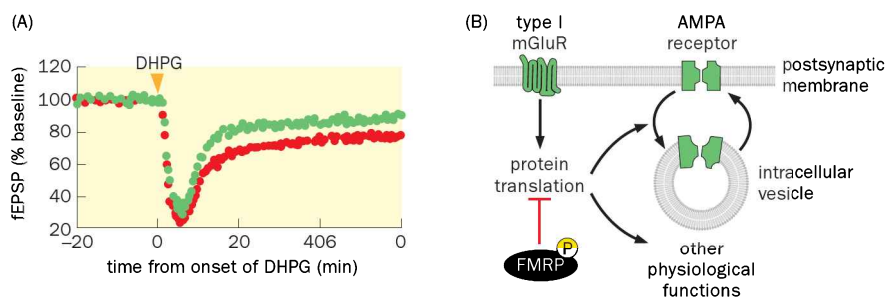 (A)
DHPG
120
100
80
60
40
20
fEPSP (% baseline)
–20
0
20
406
0
time from onset of DHPG (min)
(B)
type I
mGluR
AMPA
receptor
postsynaptic
membrane
protein
translation
intracellular
vesicle
P
FMRP
other
physiological
functions